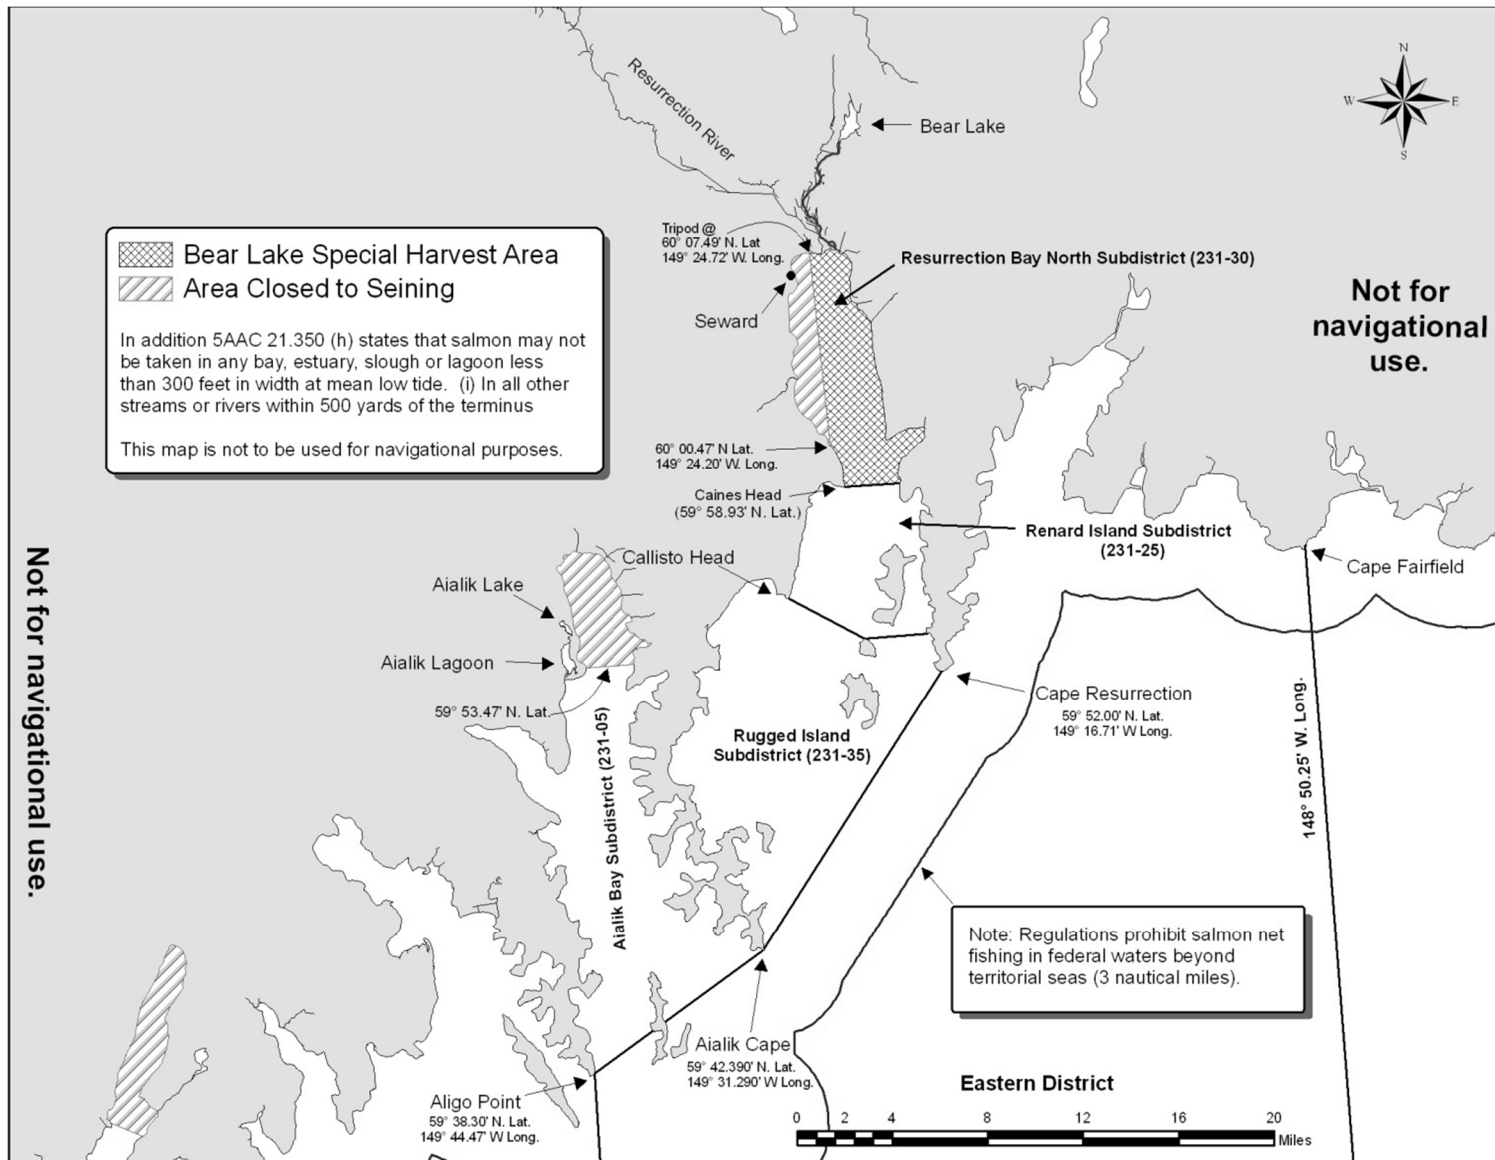 Resurrection River
N
W
E
S
Bear Lake
Tripod @
60° 07.49' N. Lat
149° 24.72' W. Long.
Resurrection Bay North Subdistrict (231-30)
Bear Lake Special Harvest Area
Area Closed to Seining
In addition 5AAC 21.350 (h) states that salmon may not
be taken in any bay, estuary, slough or lagoon less
than 300 feet in width at mean low tide. (i) In all other
streams or rivers within 500 yards of the terminus
This map is not to be used for navigational purposes.
Seward
Not for
navigational
use.
60° 00.47' N Lat.
149° 24.20' W. Long.
Caines Head
(59° 58.93' N. Lat.)
Renard Island Subdistrict
(231-25)
Cape Fairfield
Callisto Head
Aialik Lake
Aialik Lagoon
59° 53.47' N. Lat.
Not for navigational use.
Cape Resurrection
59° 52.00' N. Lat.
149° 16.71' W Long.
Rugged Island
Subdistrict (231-35)
Aialik Bay Subdistrict (231-05)
148° 50.25' W. Long.
Note: Regulations prohibit salmon net
fishing in federal waters beyond
territorial seas (3 nautical miles).
Aialik Cape
59° 42.390' N. Lat.
149° 31.290' W Long.
Aligo Point
59° 38.30' N. Lat.
149° 44.47' W Long.
Eastern District
0 2 4 8 12 16 20
Miles